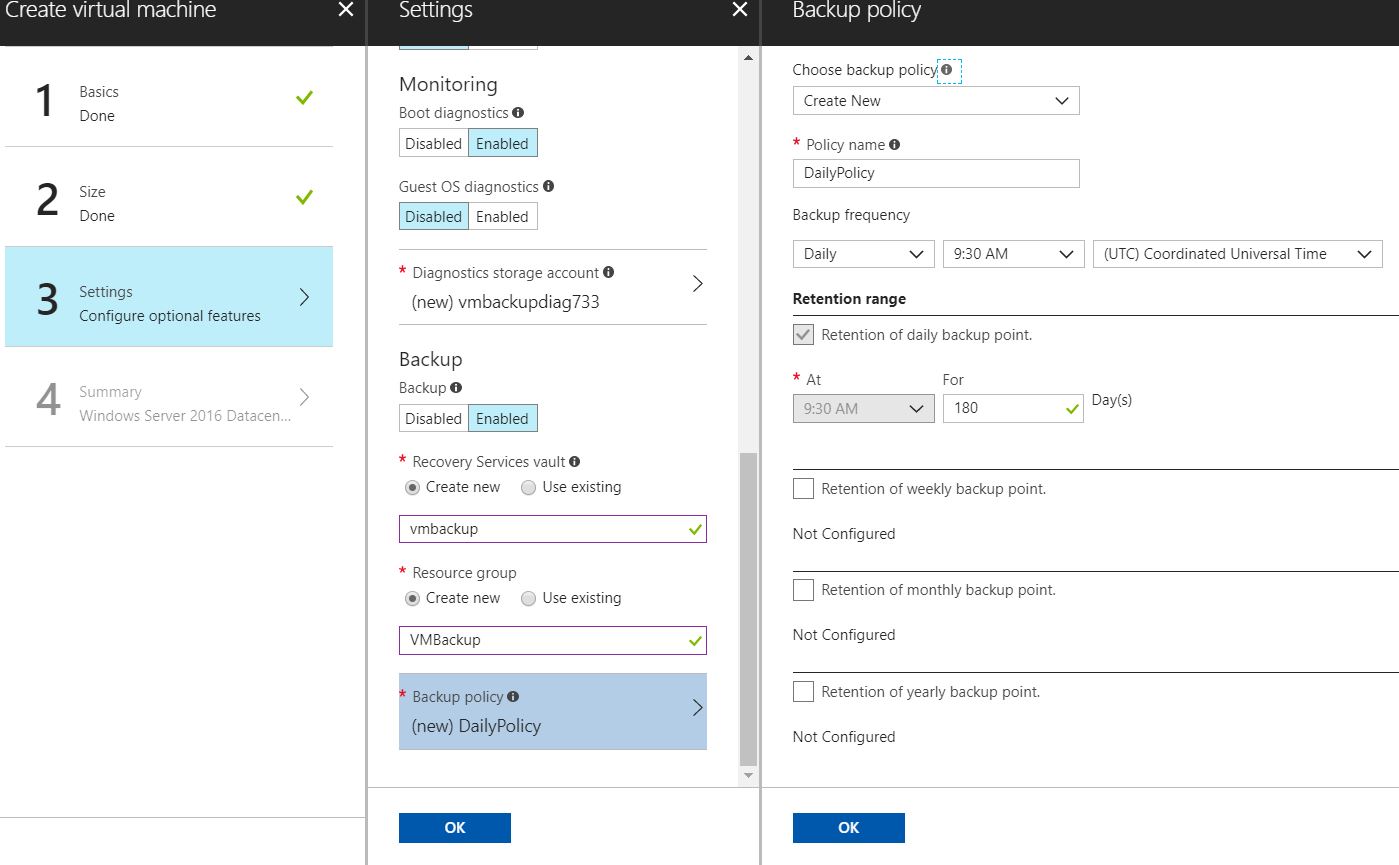 Create virtual machine
1
Basics
Done
2
Size
Done
3
Settings
Configure optional features
4
Summary
Windows Server 2016 Datacen...
Settings
Monitoring
Boot diagnostics
Disabled Enabled
Guest OS diagnostics
Disabled Enabled
* Diagnostics storage account
(new) vmbackupdiag733
Backup
Backup
Disabled Enabled
* Recovery Services vault
Create new Use existing
vmbackup
* Resource group
Create new Use existing
VMBackup
* Backup policy
(new) DailyPolicy
OK
Backup policy
Choose backup policy
Create New
* Policy name
DailyPolicy
Backup frequency
Daily 9:30 AM (UTC) Coordinated Universal Time
Retention range
Retention of daily backup point.
* At For
9:30 AM 180 Day(s)
Retention of weekly backup point.
Not Configured
Retention of monthly backup point.
Not Configured
Retention of yearly backup point.
Not Configured
OK